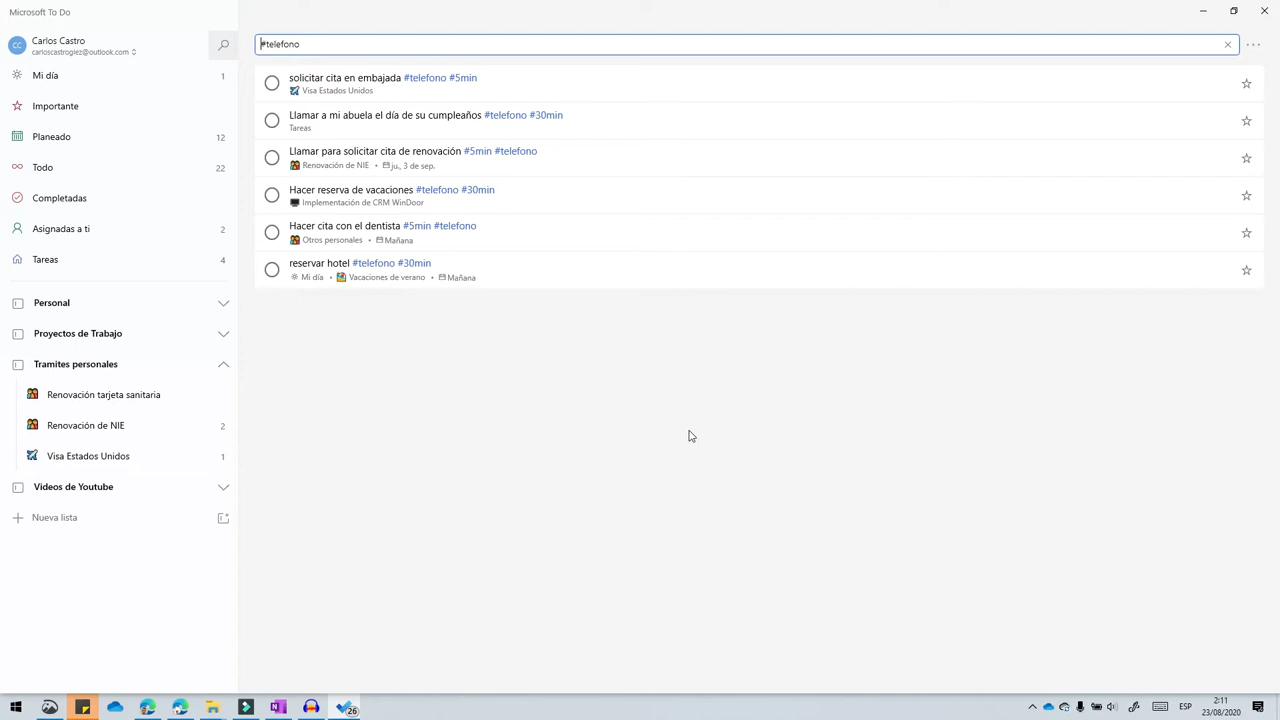 Microsoft To Do
CC
Carlos Castro
carloscastroglez@outlook.com
#telefono
Mi día
1
Importante
Planeado
12
Todo
22
Completadas
Asignadas a ti
2
Tareas
4
Personal
Proyectos de Trabajo
Tramites personales
Renovación tarjeta sanitaria
Renovación de NIE
2
Visa Estados Unidos
1
Videos de Youtube
Nueva lista
solicitar cita en embajada #telefono #5min
Visa Estados Unidos
Llamar a mi abuela el día de su cumpleaños #telefono #30min
Tareas
Llamar para solicitar cita de renovación #5min #telefono
Renovación de NIE • ju., 3 de sep.
Hacer reserva de vacaciones #telefono #30min
Implementación de CRM WinDoor
Hacer cita con el dentista #5min #telefono
Otros personales • Mañana
reservar hotel #telefono #30min
Mi día • Vacaciones de verano • Mañana
26
ESP
2:11
23/08/2020